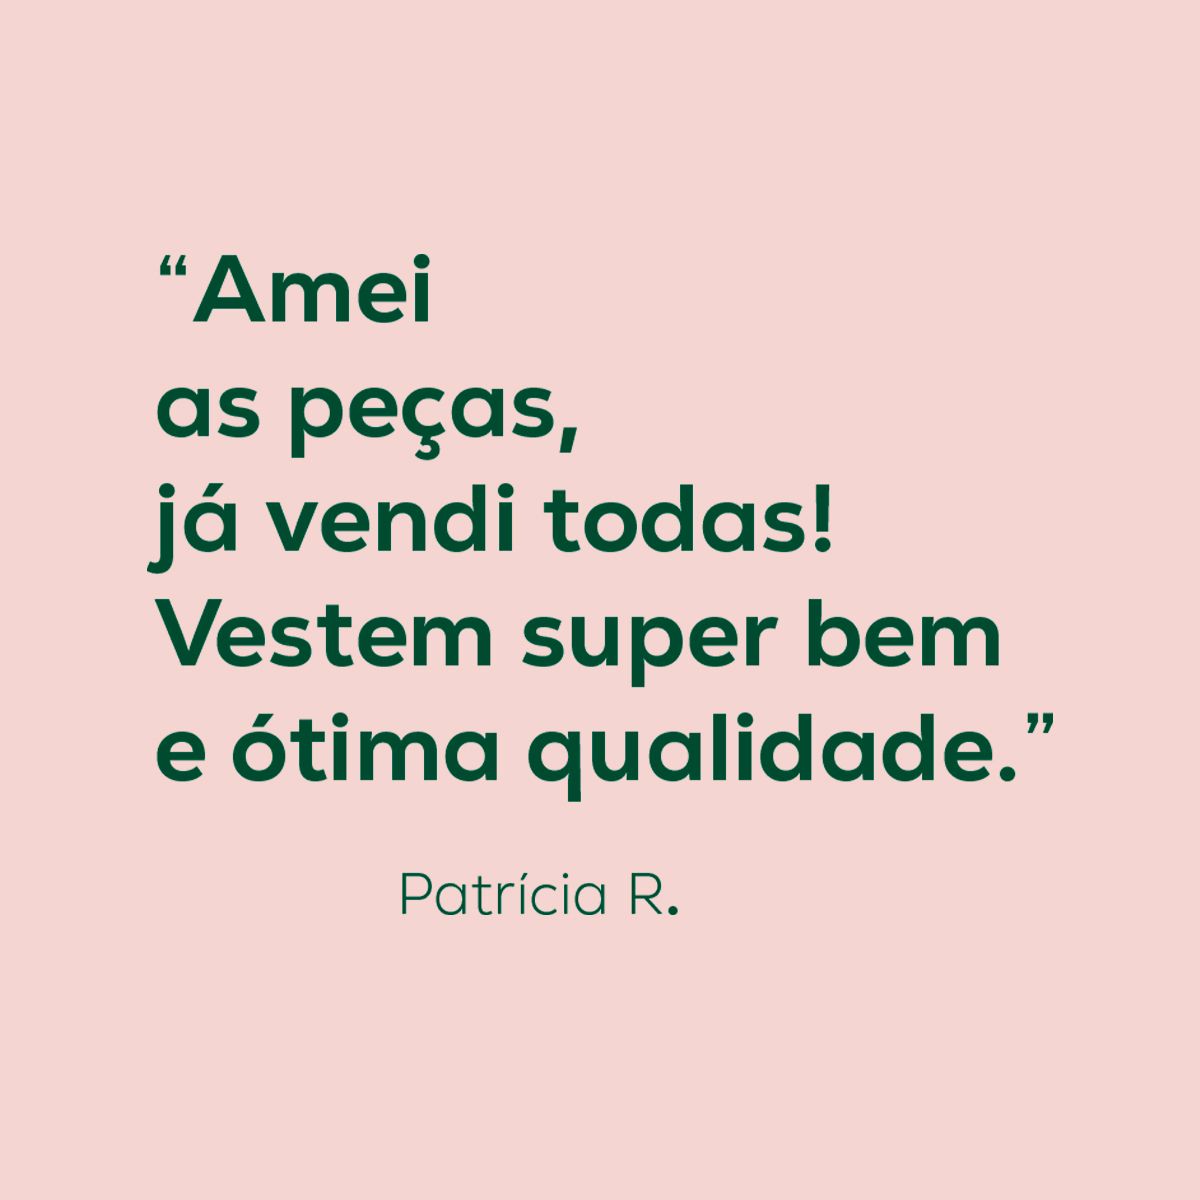 “Amei
as peças,
já vendi todas!
Vestem super bem
e ótima qualidade.”
Patrícia R.